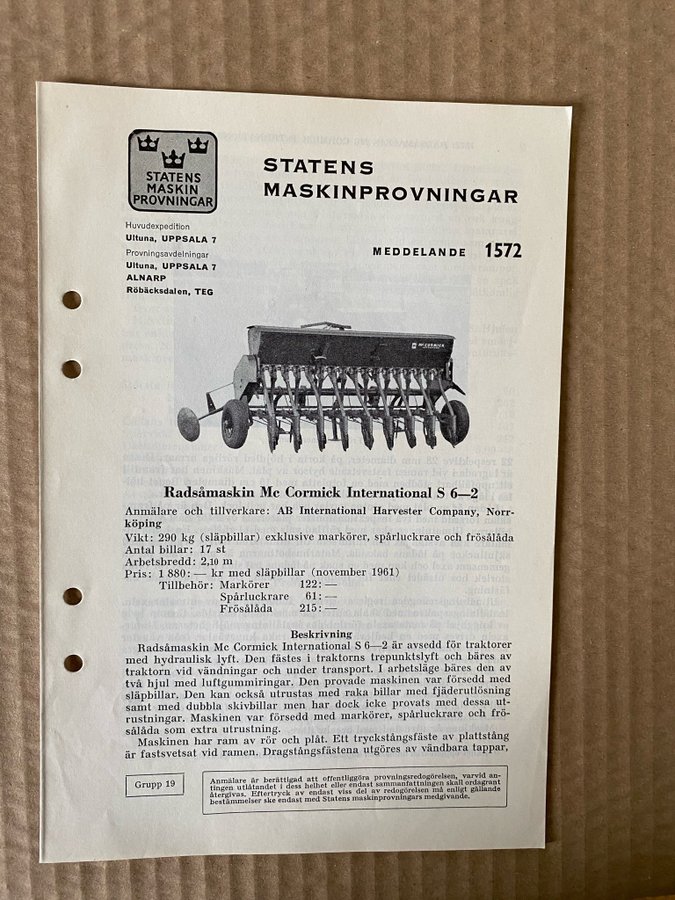 STATENS
MASKIN
PROVNINGAR
STATENS
MASKINPROVNINGAR
Huvudexpedition
Ultuna, UPPSALA 7
Provningsavdelningar
Ultuna, UPPSALA 7
ALNARP
Röbäcksdalen, TEG
MEDDELANDE 1572
McCORMICK
Radsåmaskin Mc Cormick International S 6—2
Anmälare och tillverkare: AB International Harvester Company, Norr-
köping
Vikt: 290 kg (släpbillar) exklusive markörer, spårluckrare och frösålåda
Antal billar: 17 st
Arbetsbredd: 2,10 m
Pris: 1 880: — kr med släpbillar (november 1961)
Tillbehör: Markörer 122: —
Spårluckrare 61: —
Frösålåda 215: —
Beskrivning
Radsåmaskin Mc Cormick International S 6—2 är avsedd för traktorer
med hydraulisk lyft. Den fästes i traktorns trepunktslyft och bäres av
traktorn vid vändningar och under transport. I arbetsläge bäres den av
två hjul med luftgummiringar. Den provade maskinen var försedd med
släpbillar. Den kan också utrustas med raka billar med fjäderutlösning
samt med dubbla skivbillar men har dock icke provats med dessa ut-
rustningar. Maskinen var försedd med markörer, spårluckrare och frö-
sålåda som extra utrustning.
Maskinen har ram av rör och plåt. Ett tryckstångsfäste av plattstång
är fastsvetsat vid ramen. Dragstångsfästena utgöres av vändbara tappar,
Grupp 19
Anmälare är berättigad att offentliggöra provningsredogörelsen, varvid an-
tingen utlåtandet i dess helhet eller endast sammanfattningen skall ordagrant
återgivas. Eftertryck av endast viss del av redogörelsen må enligt gällande
bestämmelser ske endast med Statens maskinprovningars medgivande.